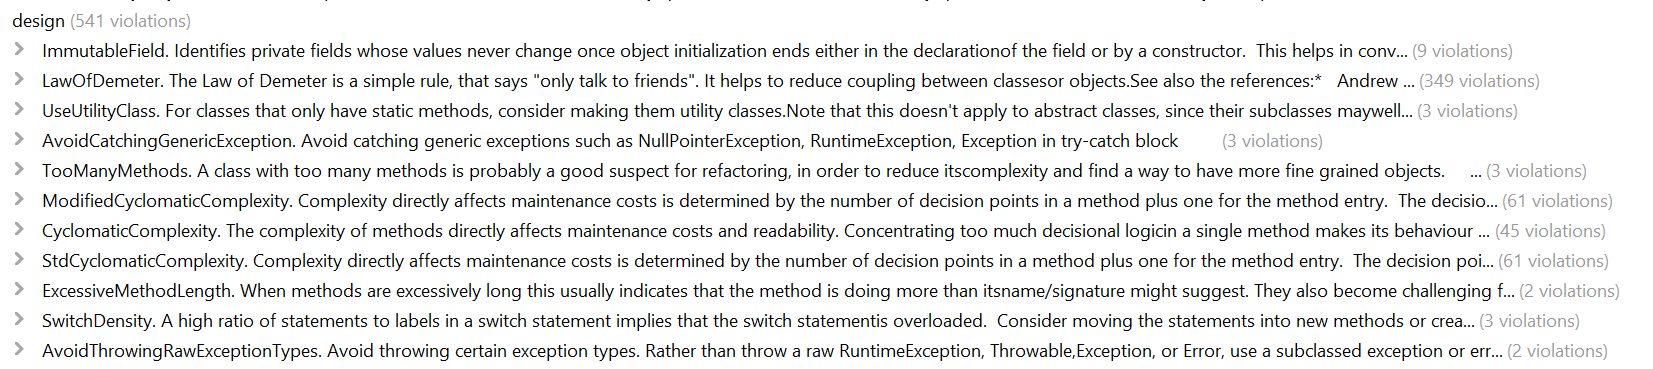 design (541 violations)
ImmutableField. Identifies private fields whose values never change once object initialization ends either in the declarationof the field or by a constructor. This helps in conv... (9 violations)
LawOfDemeter. The Law of Demeter is a simple rule, that says "only talk to friends". It helps to reduce coupling between classesor objects.See also the references:* Andrew ... (349 violations)
UseUtilityClass. For classes that only have static methods, consider making them utility classes.Note that this doesn't apply to abstract classes, since their subclasses maywell... (3 violations)
AvoidCatchingGenericException. Avoid catching generic exceptions such as NullPointerException, RuntimeException, Exception in try-catch block (3 violations)
TooManyMethods. A class with too many methods is probably a good suspect for refactoring, in order to reduce itscomplexity and find a way to have more fine grained objects. ... (3 violations)
ModifiedCyclomaticComplexity. Complexity directly affects maintenance costs is determined by the number of decision points in a method plus one for the method entry. The decisio... (61 violations)
CyclomaticComplexity. The complexity of methods directly affects maintenance costs and readability. Concentrating too much decisional logicin a single method makes its behaviour ... (45 violations)
StdCyclomaticComplexity. Complexity directly affects maintenance costs is determined by the number of decision points in a method plus one for the method entry. The decision poi... (61 violations)
ExcessiveMethodLength. When methods are excessively long this usually indicates that the method is doing more than itsname/signature might suggest. They also become challenging f... (2 violations)
SwitchDensity. A high ratio of statements to labels in a switch statement implies that the switch statementis overloaded. Consider moving the statements into new methods or crea... (3 violations)
AvoidThrowingRawExceptionTypes. Avoid throwing certain exception types. Rather than throw a raw RuntimeException, Throwable,Exception, or Error, use a subclassed exception or err... (2 violations)